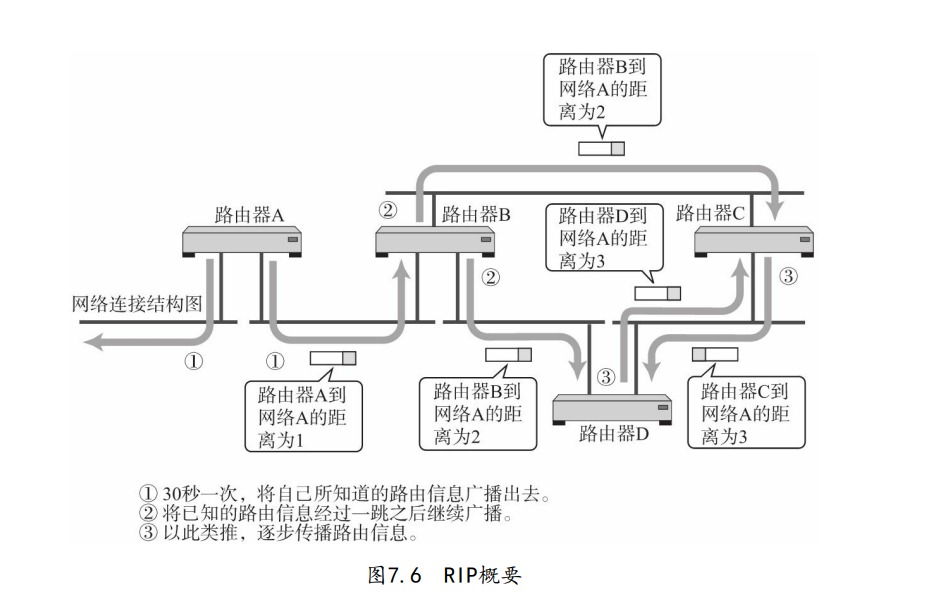 路由器B到
网络A的距
离为2
②
路由器A
路由器B
路由器D到
网络A的距
离为3
路由器C
②
③
网络连接结构图
①
①
路由器A到
网络A的距
离为1
路由器B到
网络A的距
离为2
③
路由器D
路由器C到
网络A的距
离为3
① 30秒一次，将自己所知道的路由信息广播出去。
② 将已知的路由信息经过一跳之后继续广播。
③ 以此类推，逐步传播路由信息。
图7.6 RIP概要